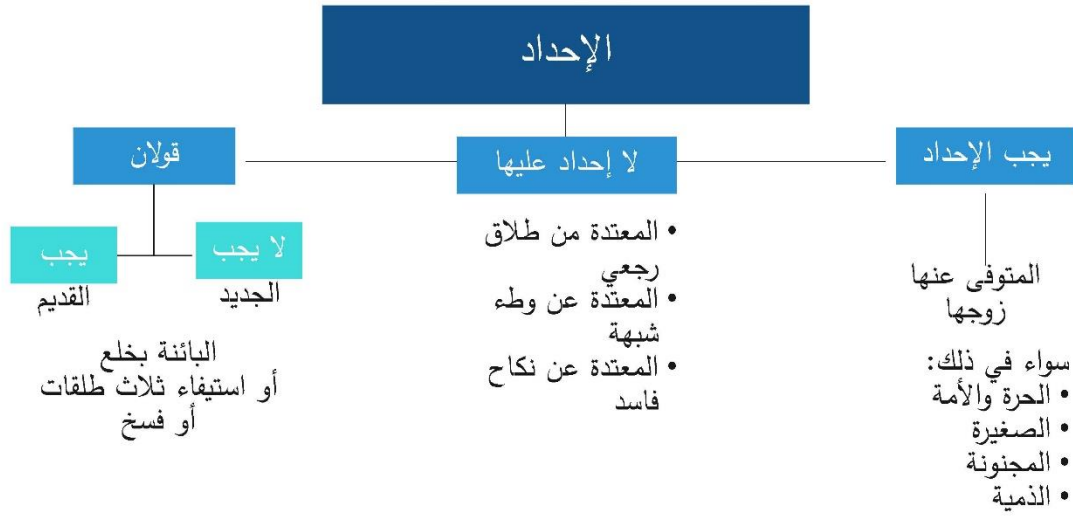 الإحداد
يجب الإحداد
المتوفى عنها
زوجها
سواء في ذلك:
• الحرة والأمة
• الصغيرة
• المجنونة
• الذمية
لا إحداد عليها
• المعتدة من طلاق
رجعي
• المعتدة عن وطء
شبهة
• المعتدة عن نكاح
فاسد
قولان
لا يجب
الجديد
يجب
القديم
البائنة بخلع
أو استيفاء ثلاث طلقات
أو فسخ